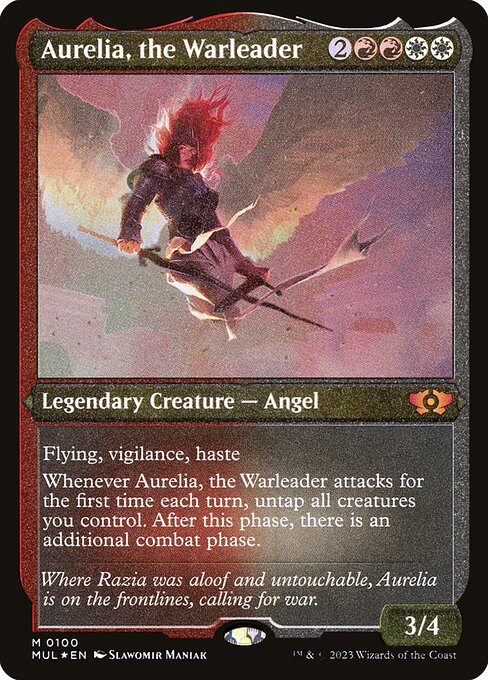 Aurelia, the Warleader 2
Legendary Creature — Angel
Flying, vigilance, haste
Whenever Aurelia, the Warleader attacks for
the first time each turn, untap all creatures
you control. After this phase, there is an
additional combat phase.
Where Razia was aloof and untouchable, Aurelia
is on the frontlines, calling for war.
3/4
M 0100
MUL★EN Slawomir Maniak
™ & © 2023 Wizards of the Coast